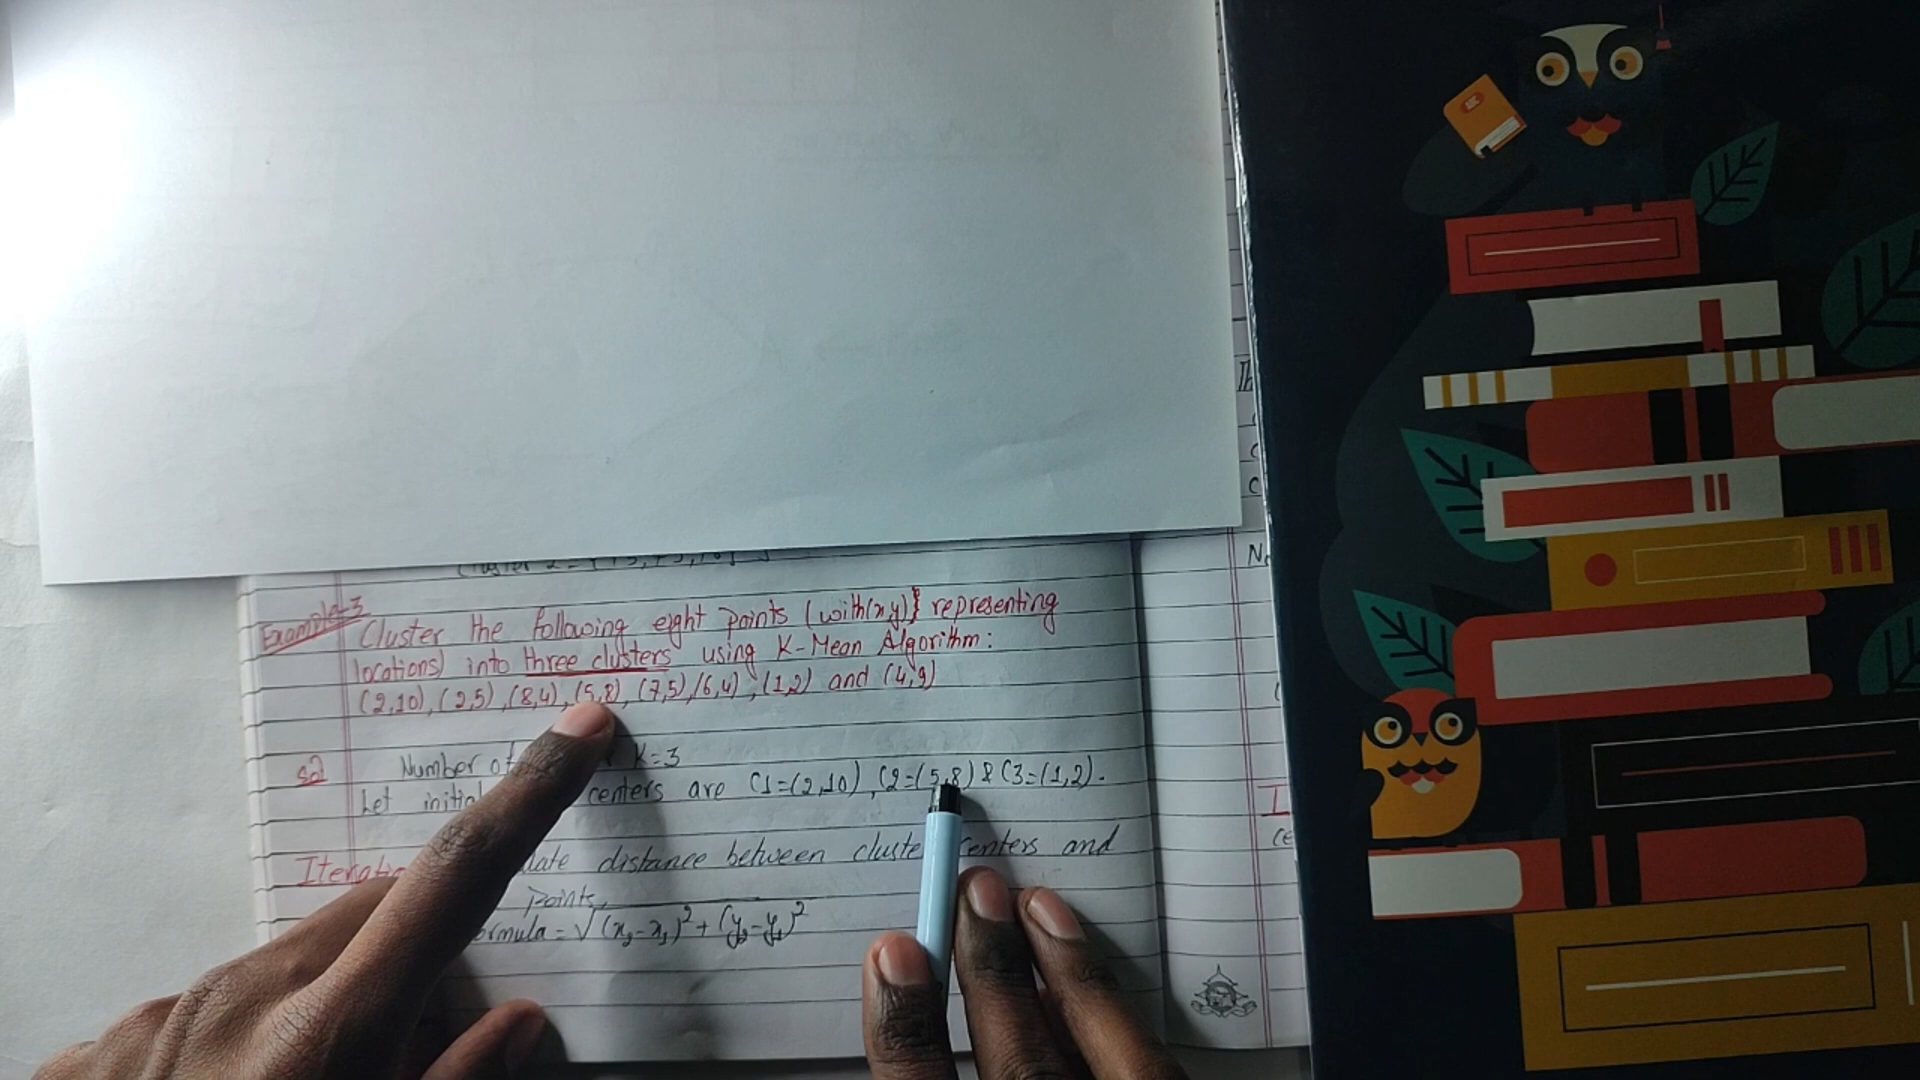 Example-3
Cluster the following eight points (with(x,y)} representing
locations) into three clusters using K-Mean Algorithm:
(2,10), (2,5), (8,4), (5,8), (7,5), (6,4), (1,2) and (4,9)
Sol Number of K=3
Let initial centers are C1=(2,10), C2=(5,8) & C3=(1,2).
distance between cluster centers and
points.
= √(x₂-x₁)²+(y₂-y₁)²